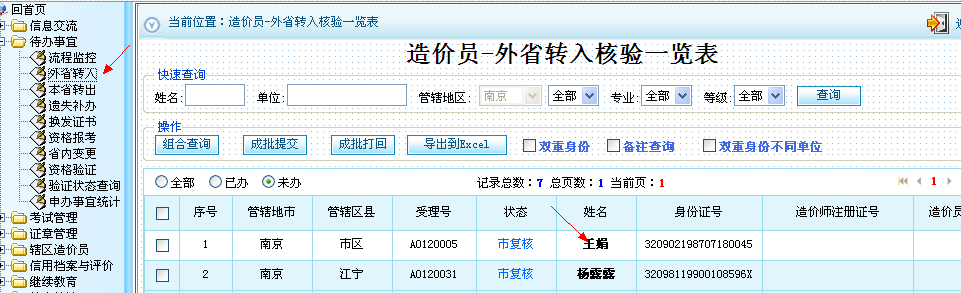 回首页
信息交流
待办事宜
流程监控
外省转入
本省转出
遗失补办
换发证书
资格报考
省内变更
资格验证
验证状态查询
申办事宜统计
考试管理
证章管理
辖区造价员
信用档案与评价
继续教育
当前位置：造价员-外省转入核验一览表
造价员-外省转入核验一览表
快速查询
姓名: 单位: 管辖地区: 南京 全部 专业: 全部 等级: 全部 查询
操作
组合查询 成批提交 成批打回 导出到Excel 双重身份 备注查询 双重身份不同单位
全部 已办 未办 记录总数：7 总页数：1 当前页：1 1
序号 管辖地市 管辖区县 受理号 状态 姓名 身份证号 造价师注册证号 造价员
1 南京 市区 A0120005 市复核 王娟 320902198707180045
2 南京 江宁 A0120031 市复核 杨露露 32098119900108596X